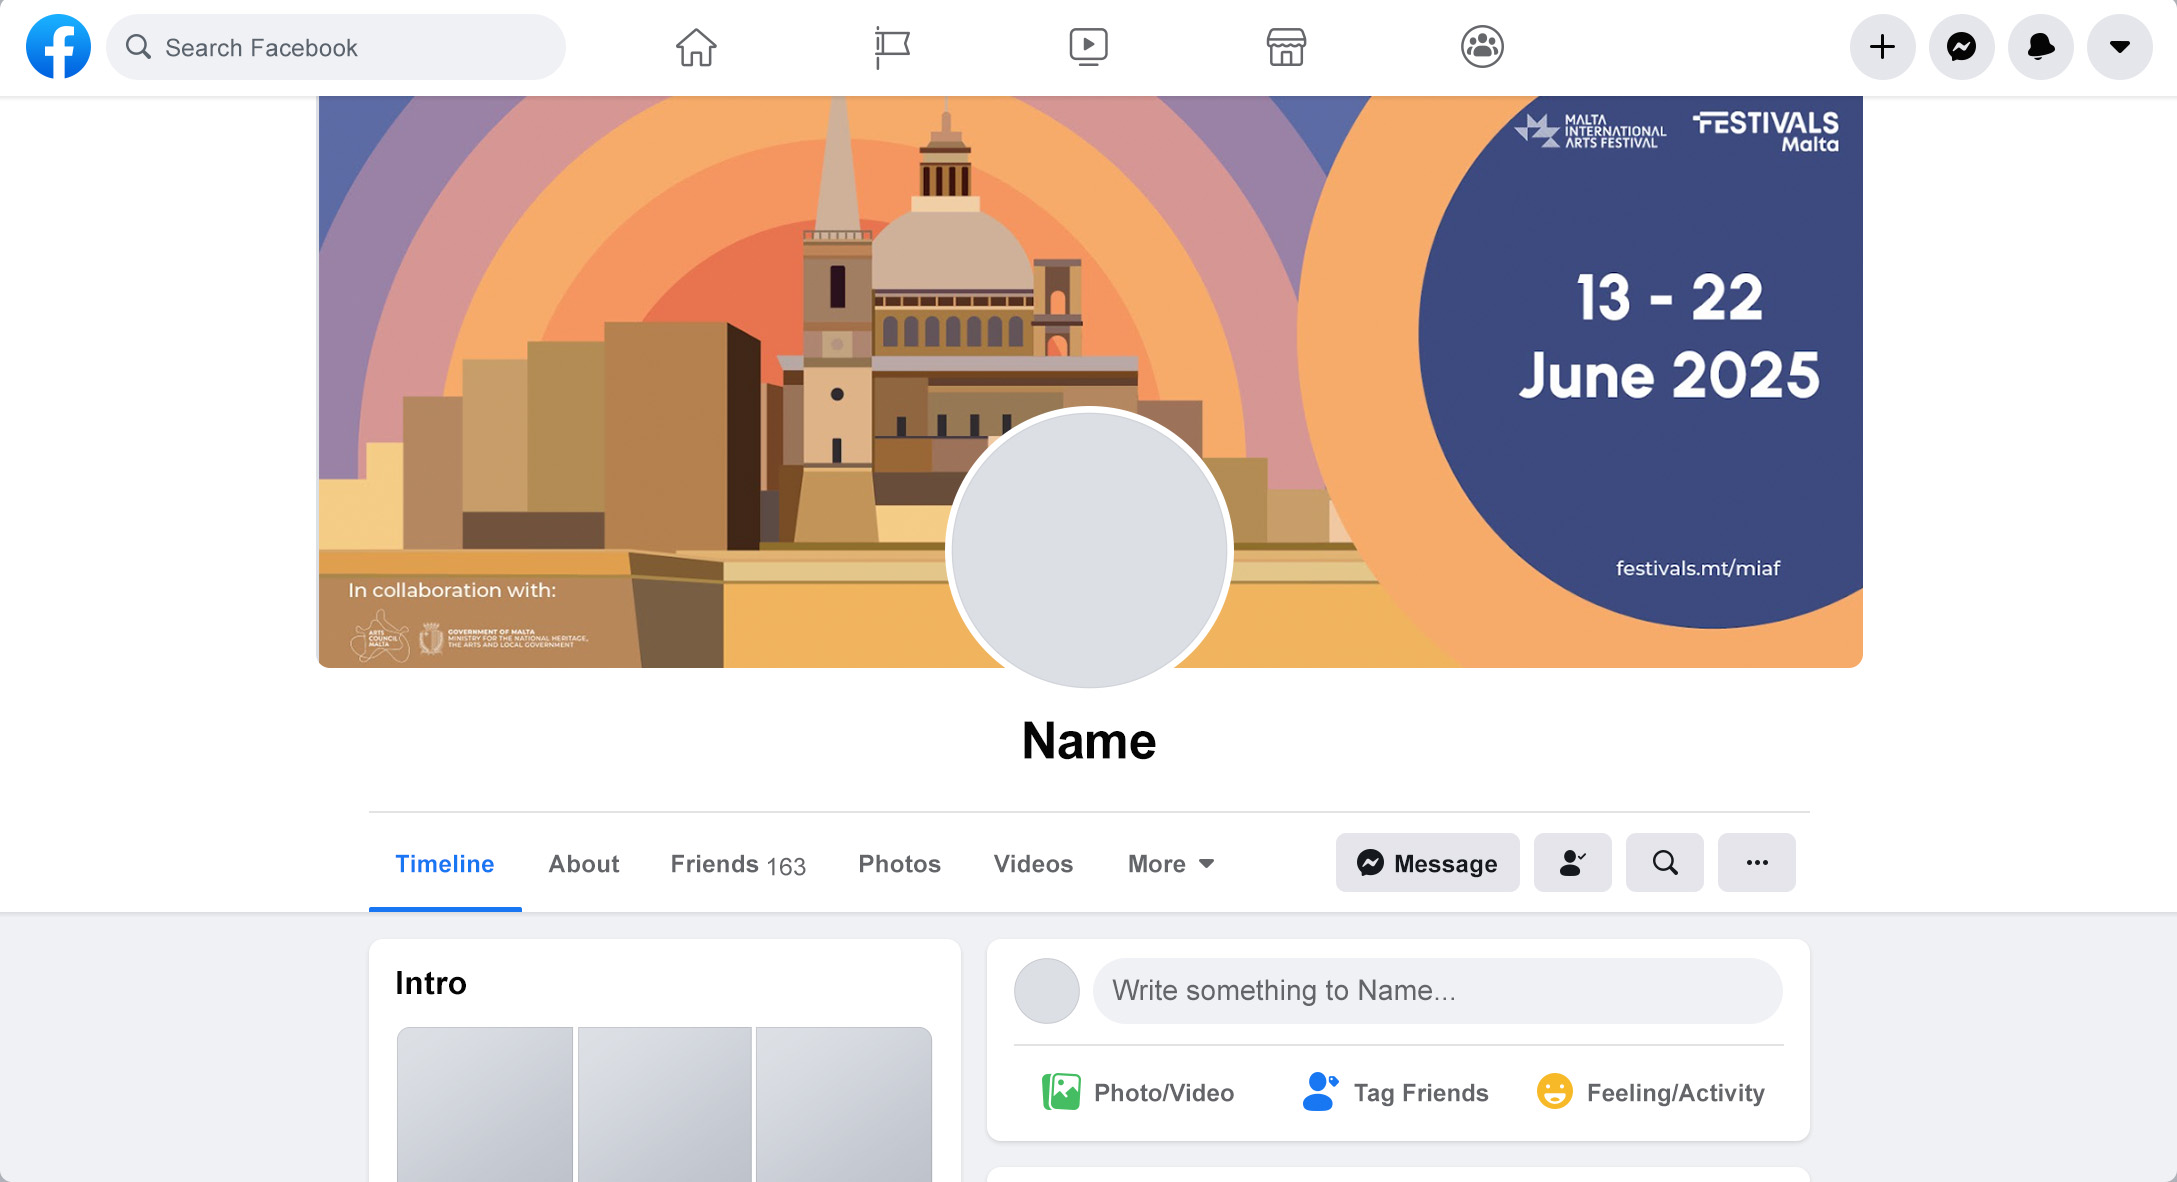 Search Facebook
MALTA
INTERNATIONAL
ARTS FESTIVAL
FESTIVALS
Malta
13 - 22
June 2025
festivals.mt/miaf
In collaboration with:
ARTS
COUNCIL
MALTA
GOVERNMENT OF MALTA
MINISTRY FOR THE NATIONAL HERITAGE,
THE ARTS AND LOCAL GOVERNMENT
Name
Timeline
About
Friends 163
Photos
Videos
More
Message
Intro
Write something to Name...
Photo/Video
Tag Friends
Feeling/Activity